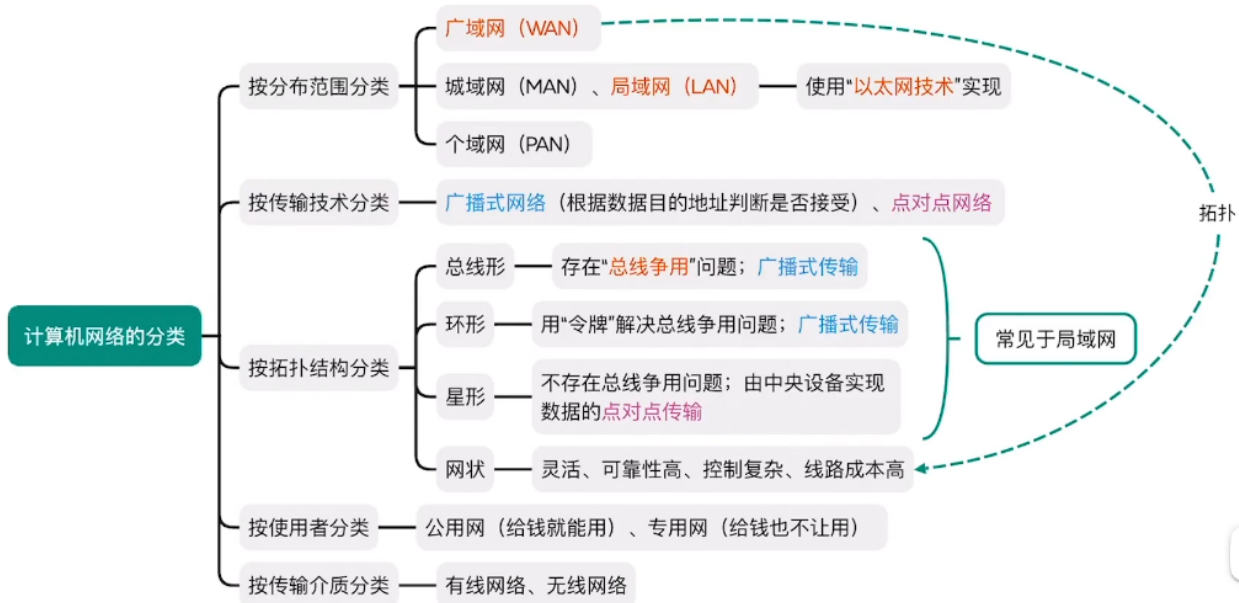 广域网（WAN）
按分布范围分类
城域网（MAN）、局域网（LAN）
使用“以太网技术”实现
个域网（PAN）
按传输技术分类
广播式网络（根据数据目的地址判断是否接受）、点对点网络
拓扑
总线形
存在“总线争用”问题；广播式传输
计算机网络的分类
按拓扑结构分类
环形
用“令牌”解决总线争用问题；广播式传输
常见于局域网
星形
不存在总线争用问题；由中央设备实现
数据的点对点传输
网状
灵活、可靠性高、控制复杂、线路成本高
按使用者分类
公用网（给钱就能用）、专用网（给钱也不让用）
按传输介质分类
有线网络、无线网络